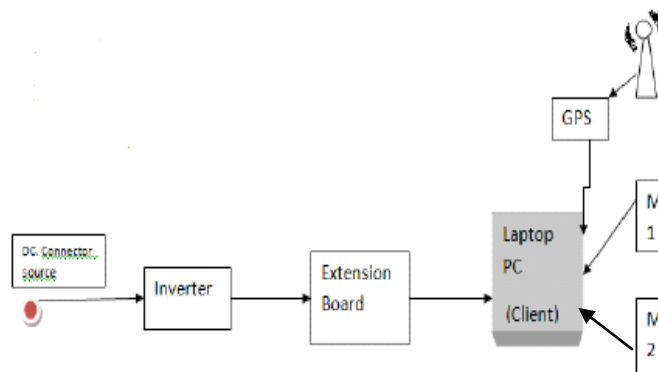 GPS
M
1
DC. Connector
source
Inverter
Extension
Board
Laptop
PC
(Client)
M
2